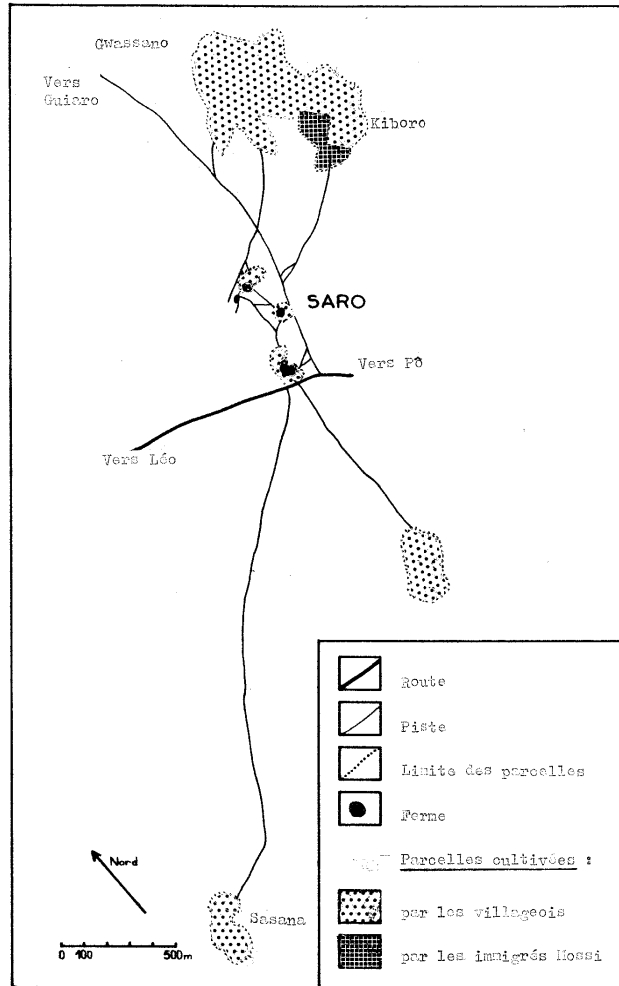 Gwassano
Vers
Guiaro
Kiboro
SARO
Vers Pô
Vers Léo
Route
Piste
Limite des parcelles
Ferme
Parcelles cultivées :
par les villageois
par les immigrés Mossi
Nord
Sasana
0 100 500m